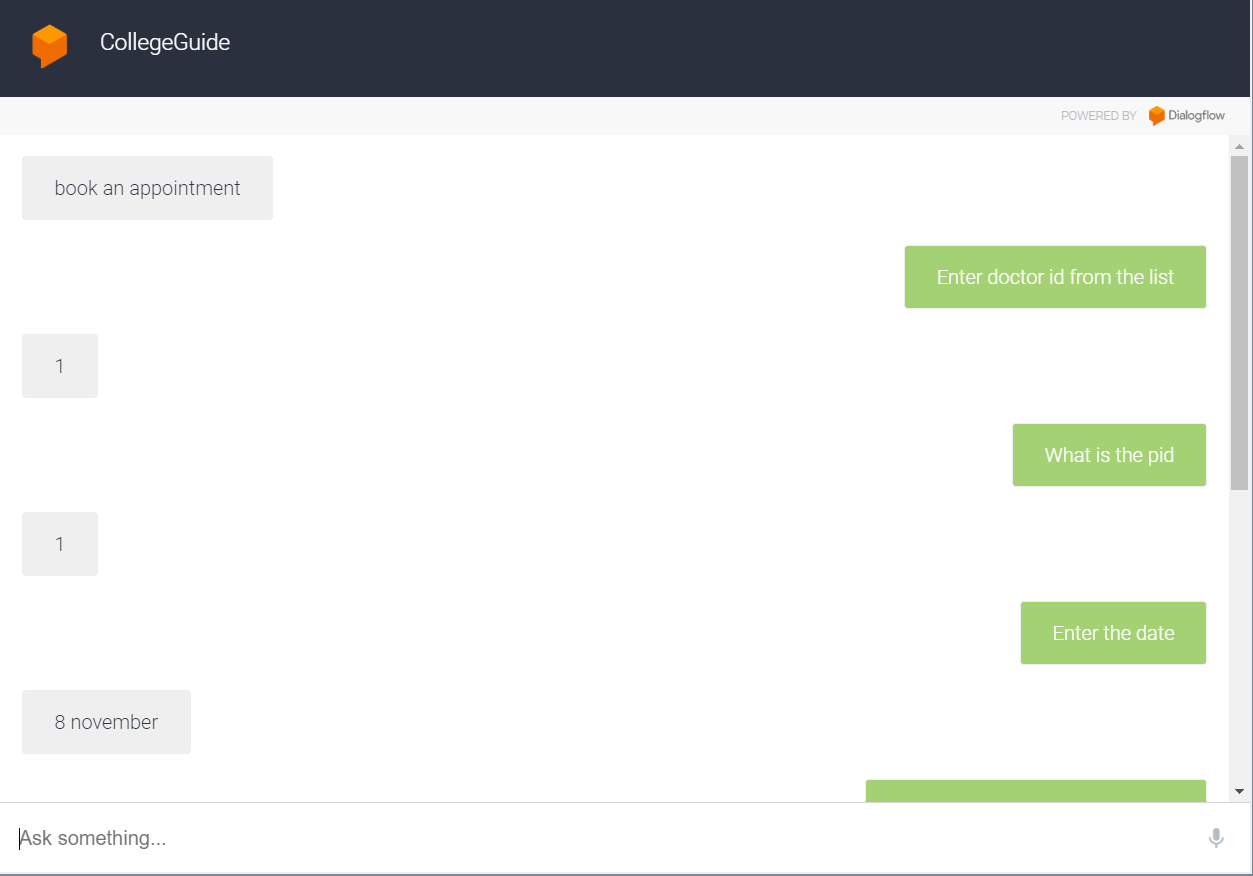 CollegeGuide
POWERED BY Dialogflow
book an appointment
Enter doctor id from the list
1
What is the pid
1
Enter the date
8 november
Ask something...